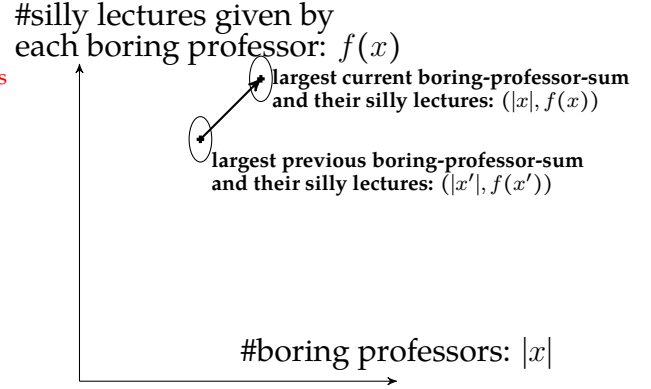 #silly lectures given by
each boring professor: f(x)
s
largest current boring-professor-sum
and their silly lectures: (|x|, f(x))
largest previous boring-professor-sum
and their silly lectures: (|x′|, f(x′))
#boring professors: |x|